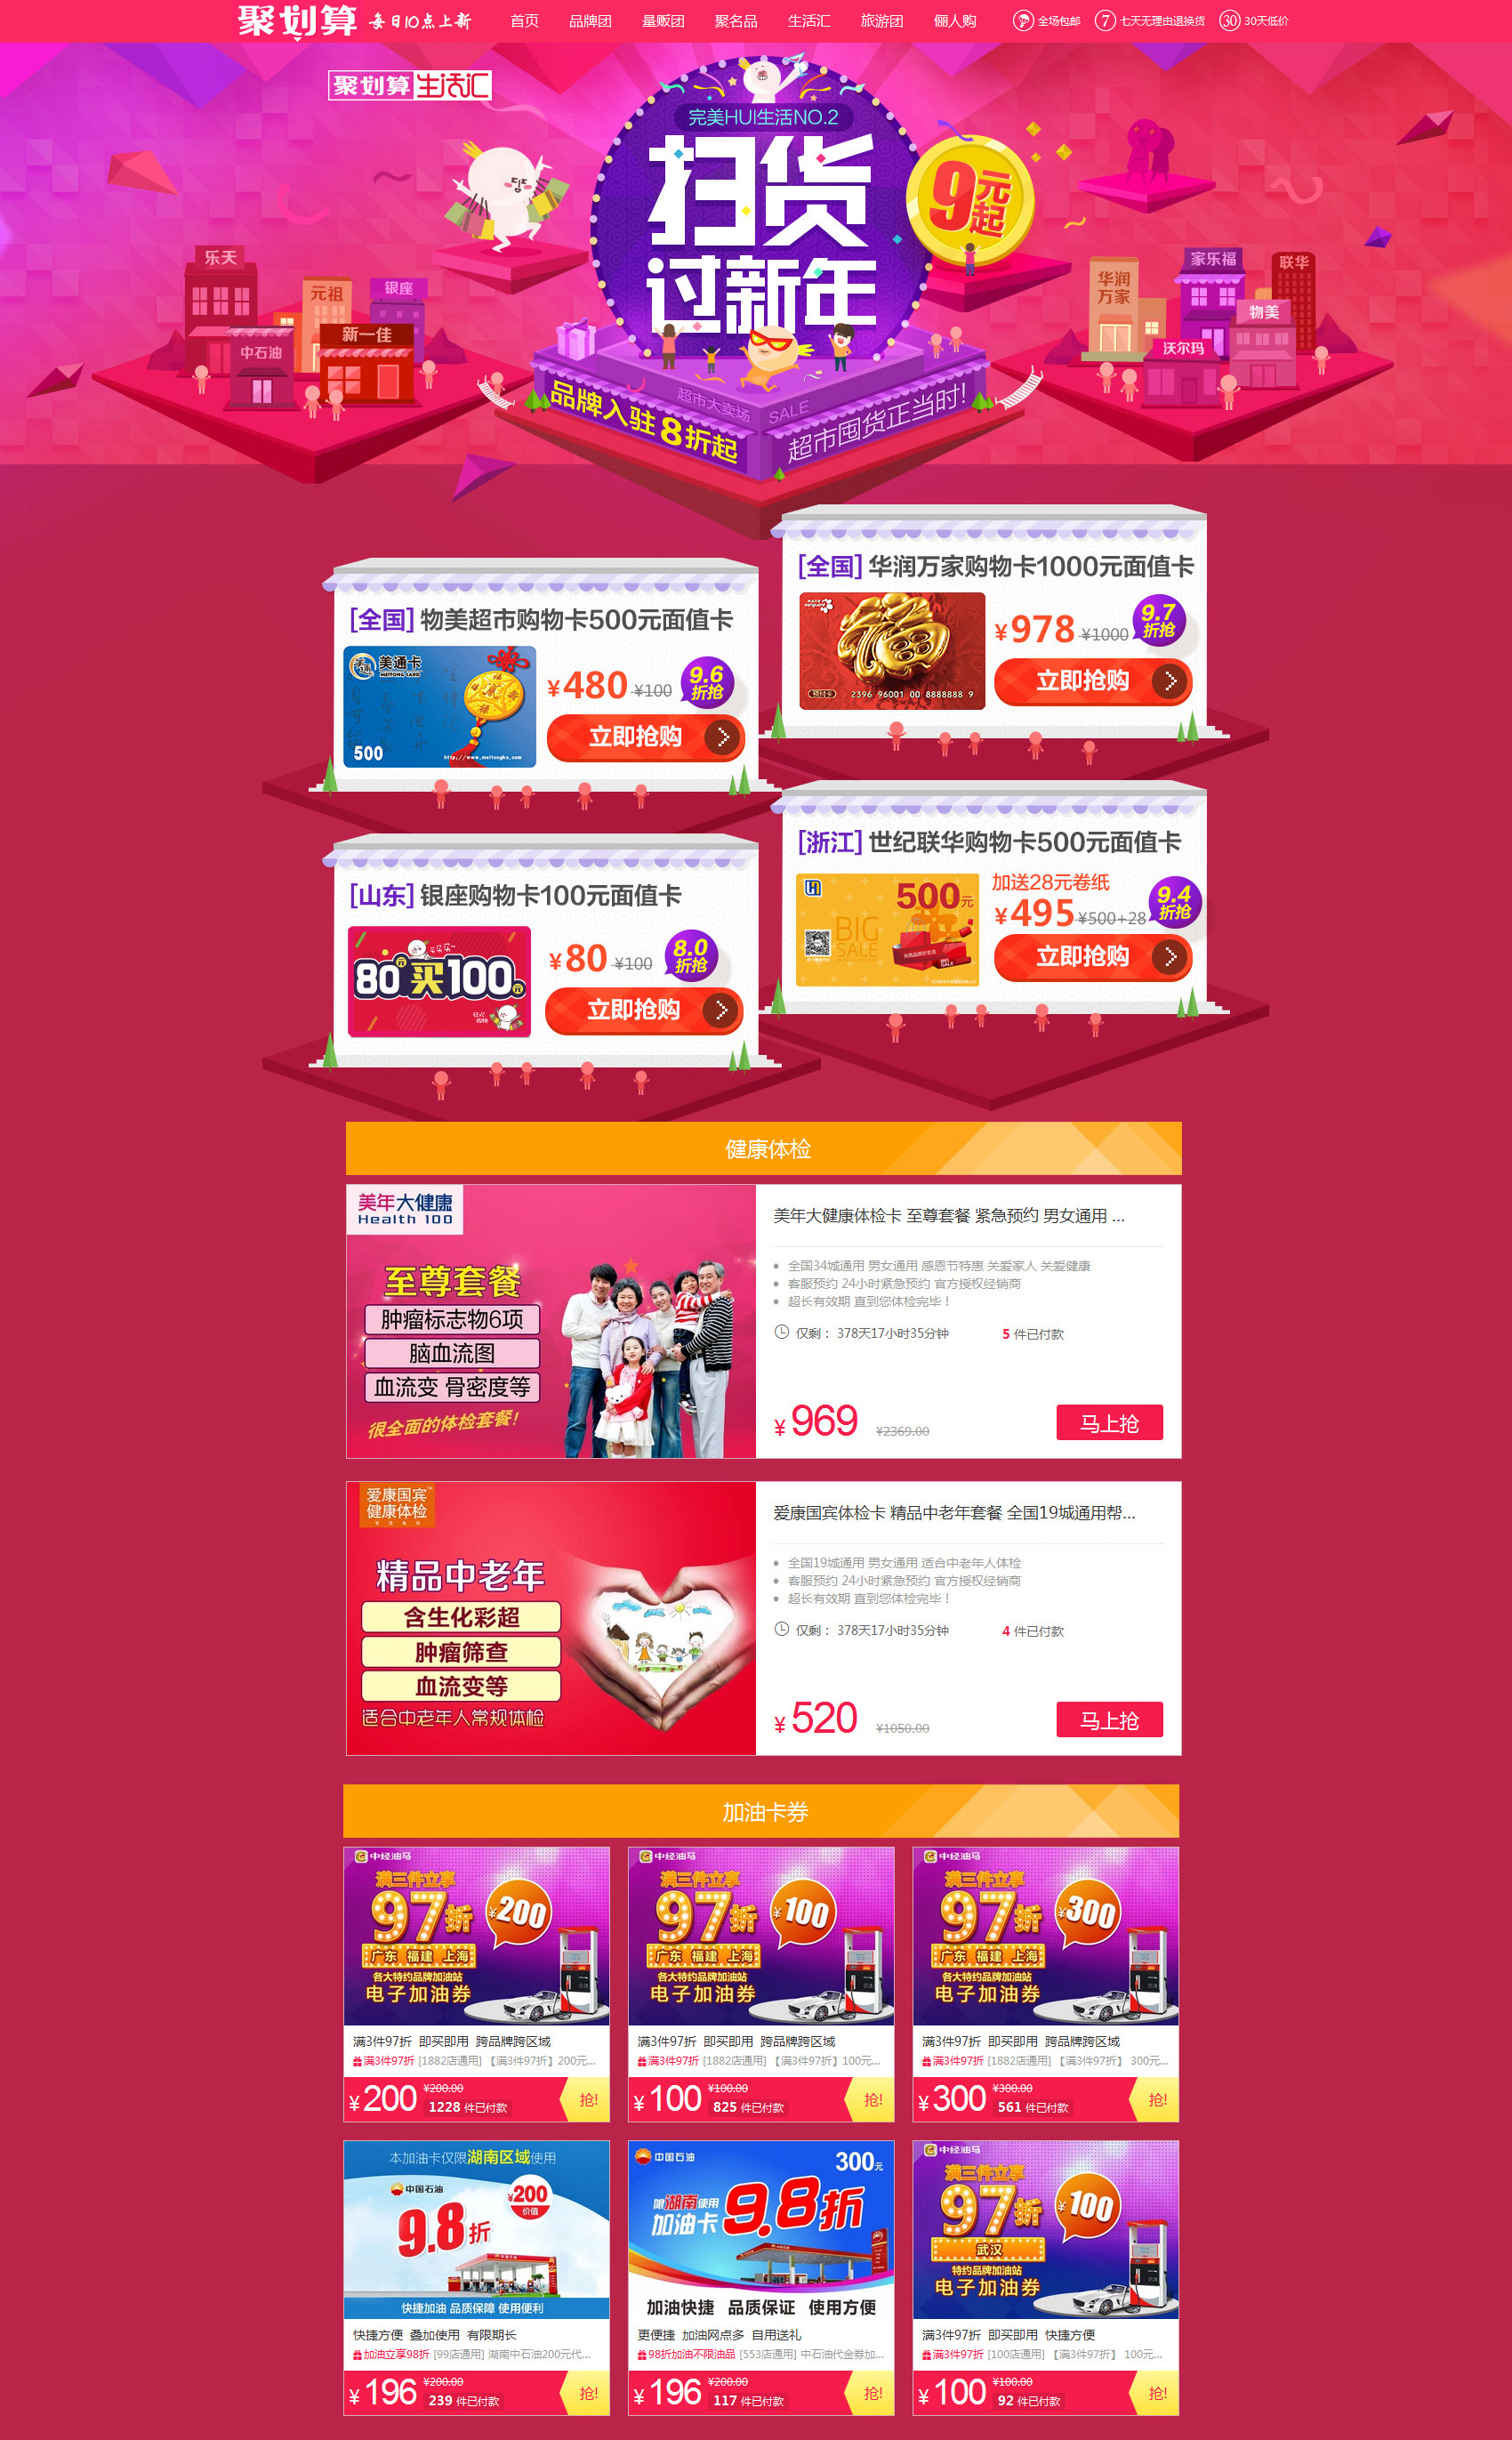 聚划算 每日10点上新 首页 品牌团 量贩团 聚名品 生活汇 旅游团 俪人购 全场包邮 7 七天无理由退换货 30 30天低价
聚划算 生活汇
完美HUI生活NO.2
扫货
过新年
9元起
乐天
元祖
银座
新一佳
中石油
华润万家
家乐福
联华
物美
沃尔玛
品牌入驻8折起
超市大卖场 SALE
超市囤货正当时!
[全国] 华润万家购物卡1000元面值卡
vanguard
预付卡 2396 96001 00 8888888 9
¥978 ¥1000 9.7折抢
立即抢购
[全国] 物美超市购物卡500元面值卡
美通卡
MEITONG CARD
500
http://www.meitongka.com
¥480 ¥100 9.6折抢
立即抢购
[浙江] 世纪联华购物卡500元面值卡
500元
BIG SALE
加送28元卷纸
¥495 ¥500+28 9.4折抢
立即抢购
[山东] 银座购物卡100元面值卡
买买买~
80元买100元
¥80 ¥100 8.0折抢
立即抢购
健康体检
美年大健康
Health 100
至尊套餐
肿瘤标志物6项
脑血流图
血流变 骨密度等
很全面的体检套餐!
美年大健康体检卡 至尊套餐 紧急预约 男女通用 ...
全国34城通用 男女通用 感恩节特惠 关爱家人 关爱健康
客服预约 24小时紧急预约 官方授权经销商
超长有效期 直到您体检完毕！
仅剩： 378天17小时35分钟 5 件已付款
¥ 969 ¥2369.00 马上抢
爱康国宾
健康体检
精品中老年
含生化彩超
肿瘤筛查
血流变等
适合中老年人常规体检
爱康国宾体检卡 精品中老年套餐 全国19城通用帮...
全国19城通用 男女通用 适合中老年人体检
客服预约 24小时紧急预约 官方授权经销商
超长有效期 直到您体检完毕！
仅剩： 378天17小时35分钟 4 件已付款
¥ 520 ¥1050.00 马上抢
加油卡券
中经油马
满三件立享
97折
¥200
广东 福建 上海
各大特约品牌加油站
电子加油券
满3件97折 即买即用 跨品牌跨区域
满3件97折 [1882店通用] 【满3件97折】200元...
¥ 200 ¥200.00 1228 件已付款 抢!
中经油马
满三件立享
97折
¥100
广东 福建 上海
各大特约品牌加油站
电子加油券
满3件97折 即买即用 跨品牌跨区域
满3件97折 [1882店通用] 【满3件97折】100元...
¥ 100 ¥100.00 825 件已付款 抢!
中经油马
满三件立享
97折
¥300
广东 福建 上海
各大特约品牌加油站
电子加油券
满3件97折 即买即用 跨品牌跨区域
满3件97折 [1882店通用] 【满3件97折】 300元...
¥ 300 ¥300.00 561 件已付款 抢!
本加油卡仅限湖南区域使用
中国石油
¥200
价值
9.8折
快捷加油 品质保障 使用便利
快捷方便 叠加使用 有限期长
加油立享98折 [99店通用] 湖南中石油200元代...
¥ 196 ¥200.00 239 件已付款 抢!
中国石油 300元
限湖南使用
加油卡 9.8折
加油快捷 品质保证 使用方便
更便捷 加油网点多 自用送礼
98折加油不限油品 [553店通用] 中石油代金券加...
¥ 196 ¥200.00 117 件已付款 抢!
中经油马
满三件立享
97折
¥100
武汉
特约品牌加油站
电子加油券
满3件97折 即买即用 快捷方便
满3件97折 [100店通用] 【满3件97折】 100元...
¥ 100 ¥100.00 92 件已付款 抢!